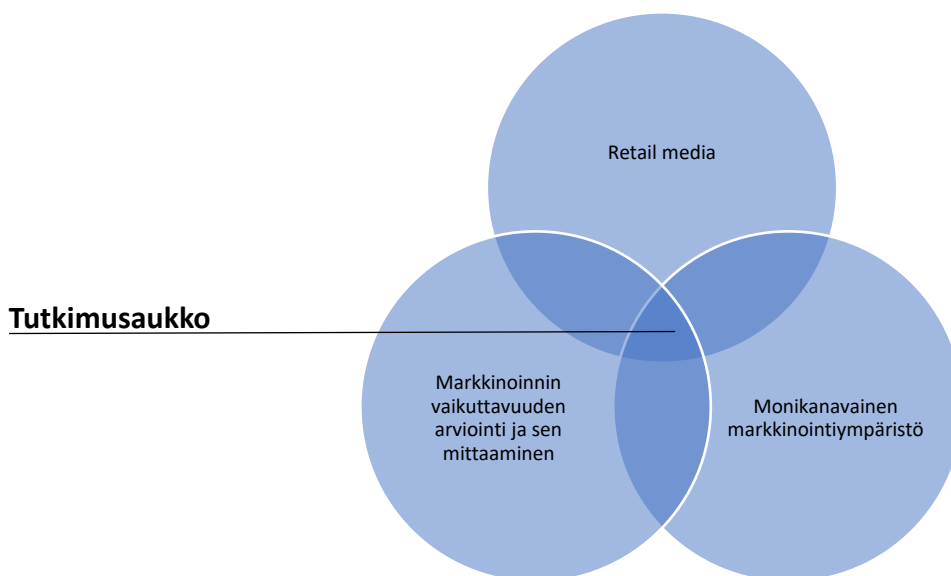 Retail media
Tutkimusaukko
Markkinoinnin
vaikuttavuuden
arviointi ja sen
mittaaminen
Monikanavainen
markkinointiympäristö